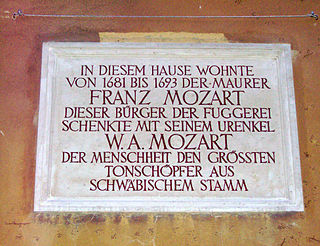 IN DIESEM HAUSE WOHNTE
VON 1681 BIS 1693 DER MAURER
FRANZ MOZART
DIESER BÜRGER DER FUGGEREI
SCHENKTE MIT SEINEM URENKEL
W. A. MOZART
DER MENSCHHEIT DEN GRÖSSTEN
TONSCHÖPFER AUS
SCHWÄBISCHEM STAMM